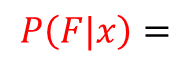 P(F|x) =